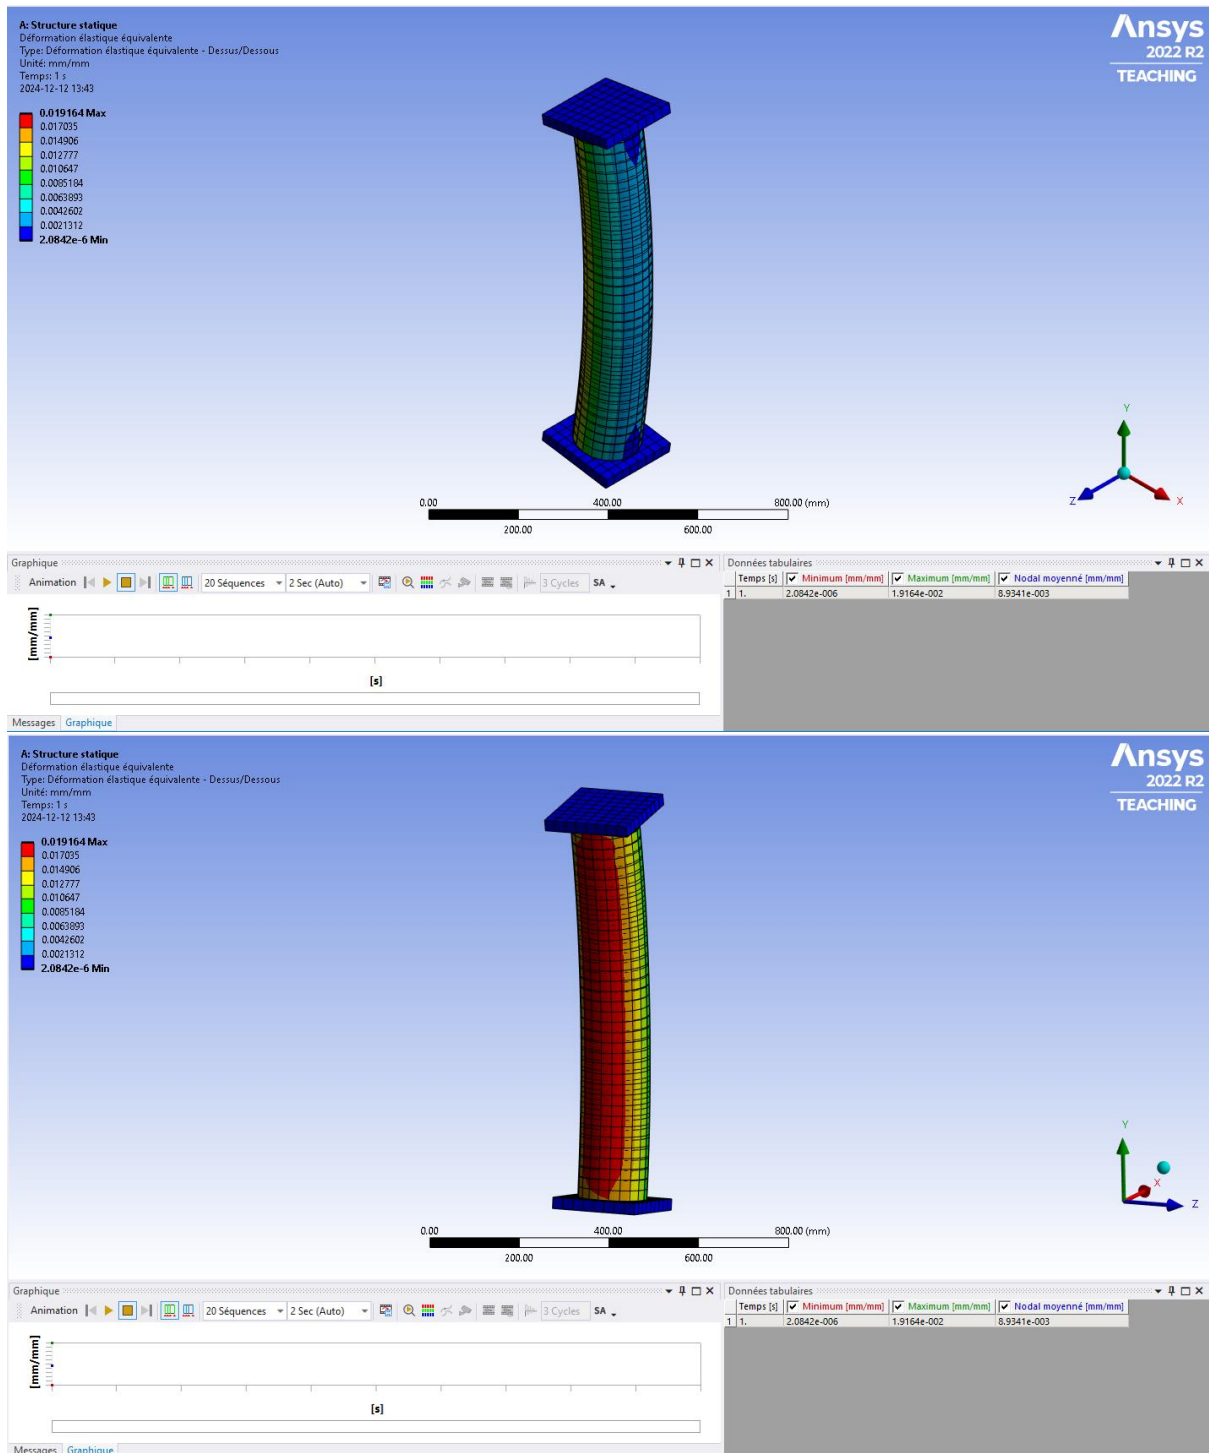 A: Structure statique
Déformation élastique équivalente
Type: Déformation élastique équivalente - Dessus/Dessous
Unité: mm/mm
Temps: 1 s
2024-12-12 13:43
0.019164 Max
0.017035
0.014906
0.012777
0.010647
0.0085184
0.0063893
0.0042602
0.0021312
2.0842e-6 Min
Ansys
2022 R2
TEACHING
Y
Z
X
0.00 400.00 800.00 (mm)
200.00 600.00
Graphique
Animation 20 Séquences 2 Sec (Auto) 3 Cycles SA
[mm/mm]
[s]
Messages Graphique
Données tabulaires
Temps [s] Minimum [mm/mm] Maximum [mm/mm] Nodal moyenné [mm/mm]
1 1. 2.0842e-006 1.9164e-002 8.9341e-003
A: Structure statique
Déformation élastique équivalente
Type: Déformation élastique équivalente - Dessus/Dessous
Unité: mm/mm
Temps: 1 s
2024-12-12 13:43
0.019164 Max
0.017035
0.014906
0.012777
0.010647
0.0085184
0.0063893
0.0042602
0.0021312
2.0842e-6 Min
Ansys
2022 R2
TEACHING
Y
X
Z
0.00 400.00 800.00 (mm)
200.00 600.00
Graphique
Animation 20 Séquences 2 Sec (Auto) 3 Cycles SA
[mm/mm]
[s]
Messages Graphique
Données tabulaires
Temps [s] Minimum [mm/mm] Maximum [mm/mm] Nodal moyenné [mm/mm]
1 1. 2.0842e-006 1.9164e-002 8.9341e-003